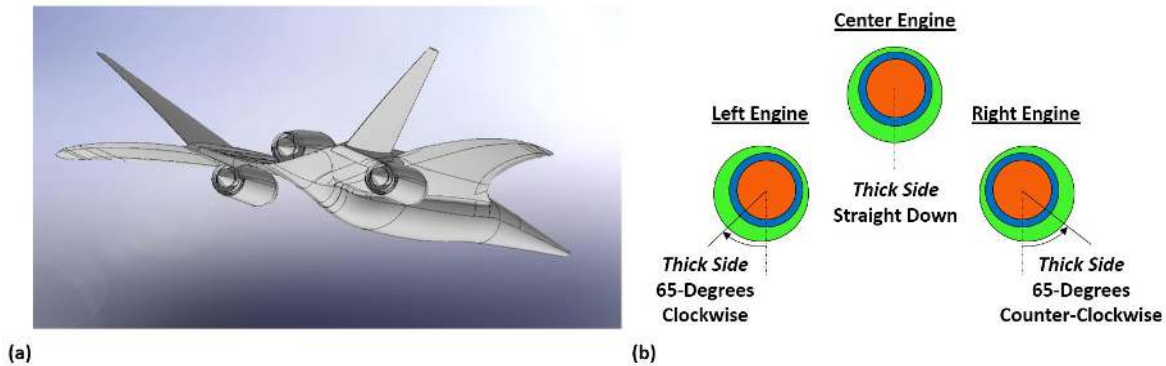 Center Engine
Left Engine
Right Engine
Thick Side
Straight Down
Thick Side
65-Degrees
Clockwise
Thick Side
65-Degrees
Counter-Clockwise
(a)
(b)